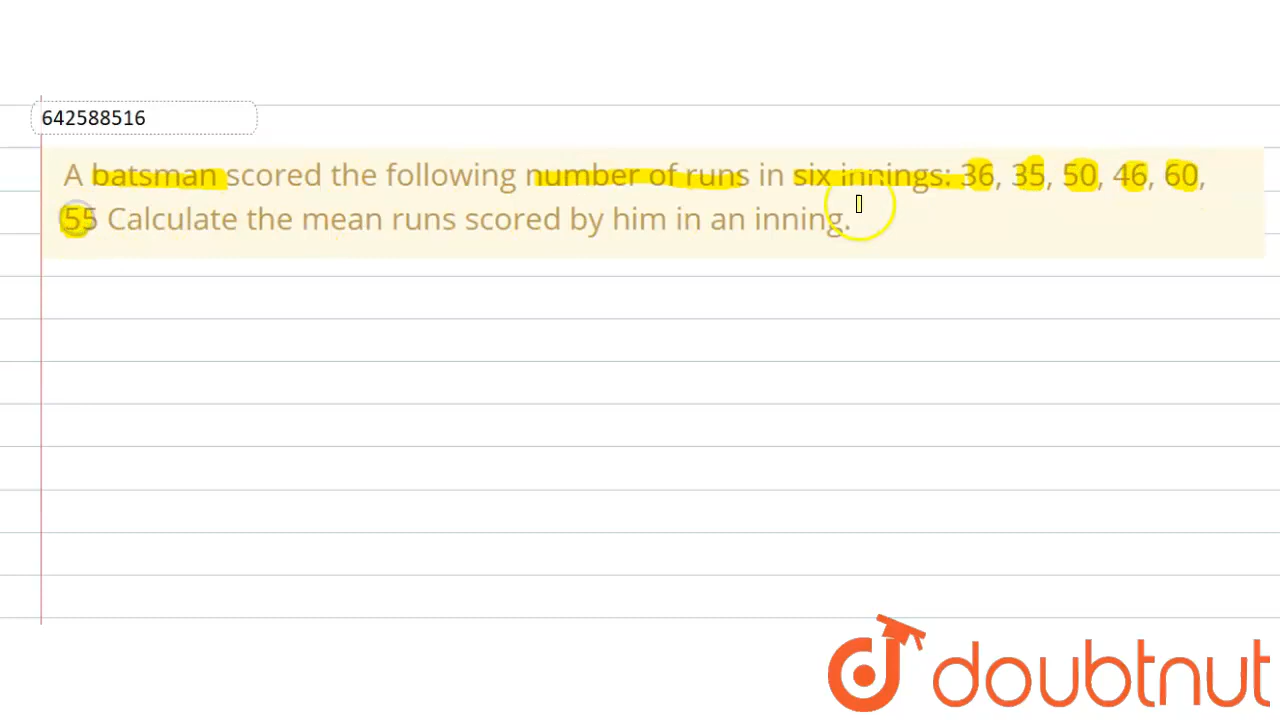 642588516
A batsman scored the following number of runs in six innings: 36, 35, 50, 46, 60,
55 Calculate the mean runs scored by him in an inning.
doubtnut